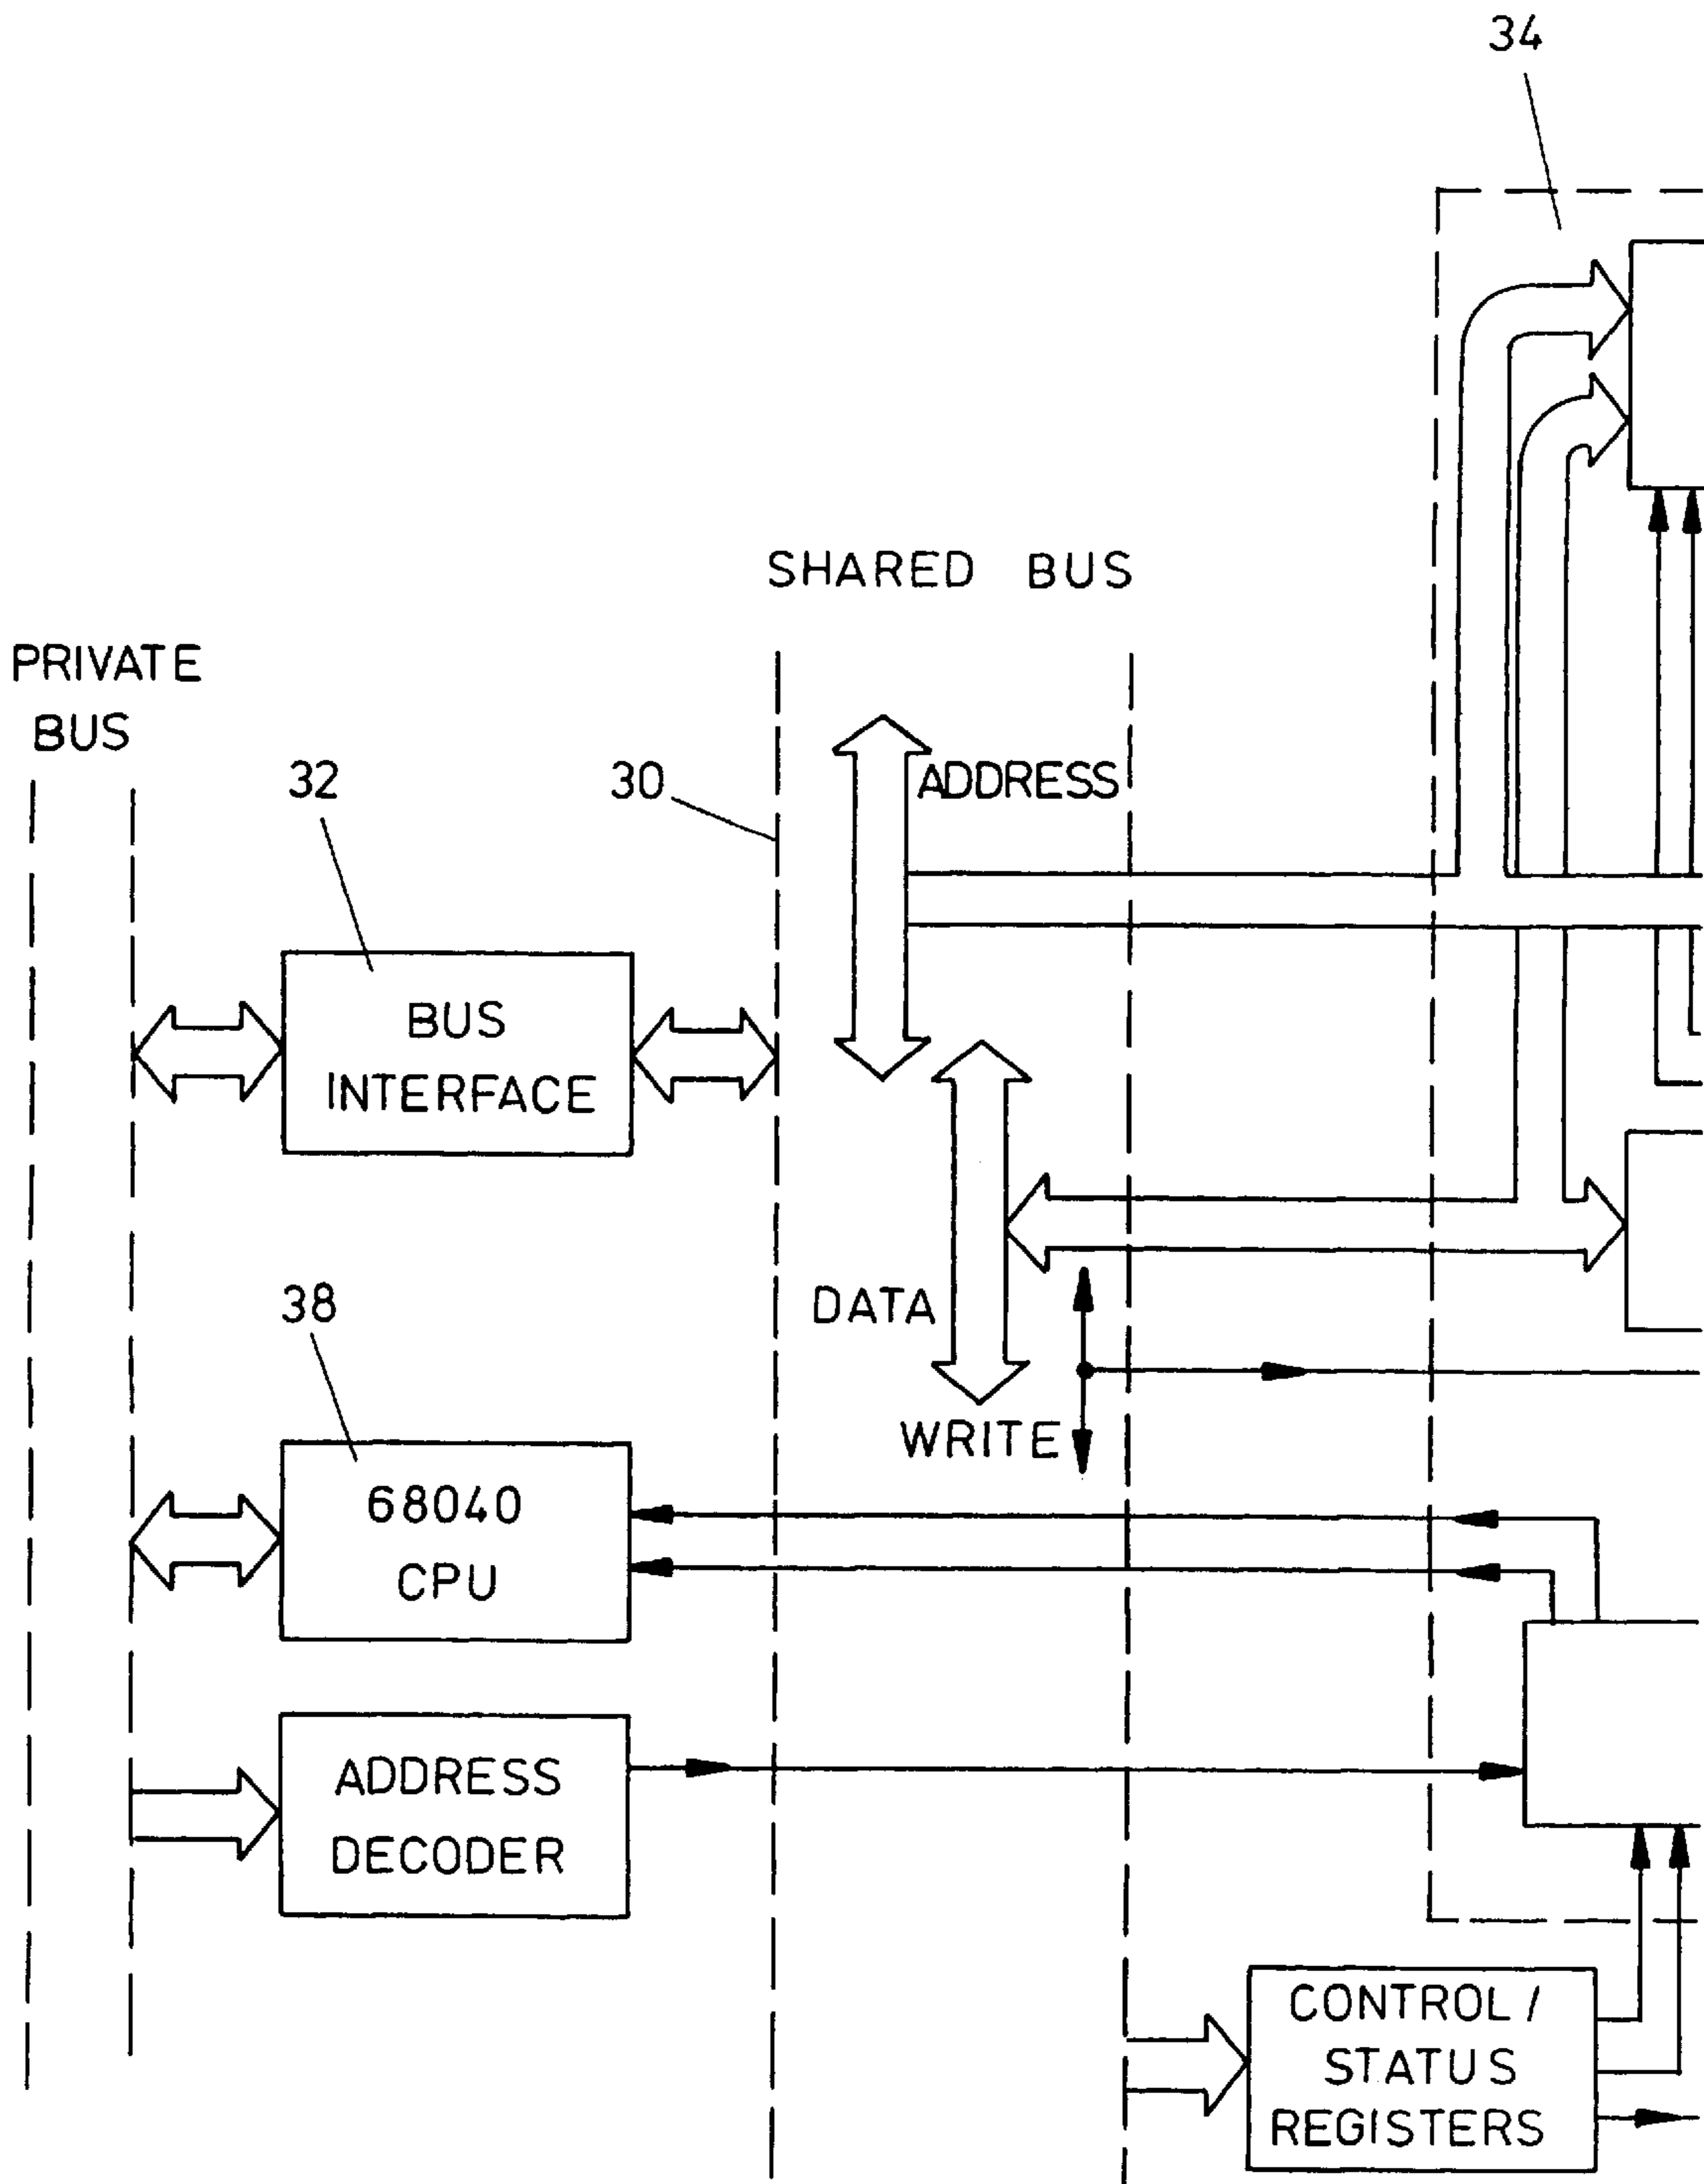 34
SHARED BUS
PRIVATE
BUS
32
30
ADDRESS
BUS
INTERFACE
38
DATA
WRITE
68040
CPU
ADDRESS
DECODER
CONTROL /
STATUS
REGISTERS